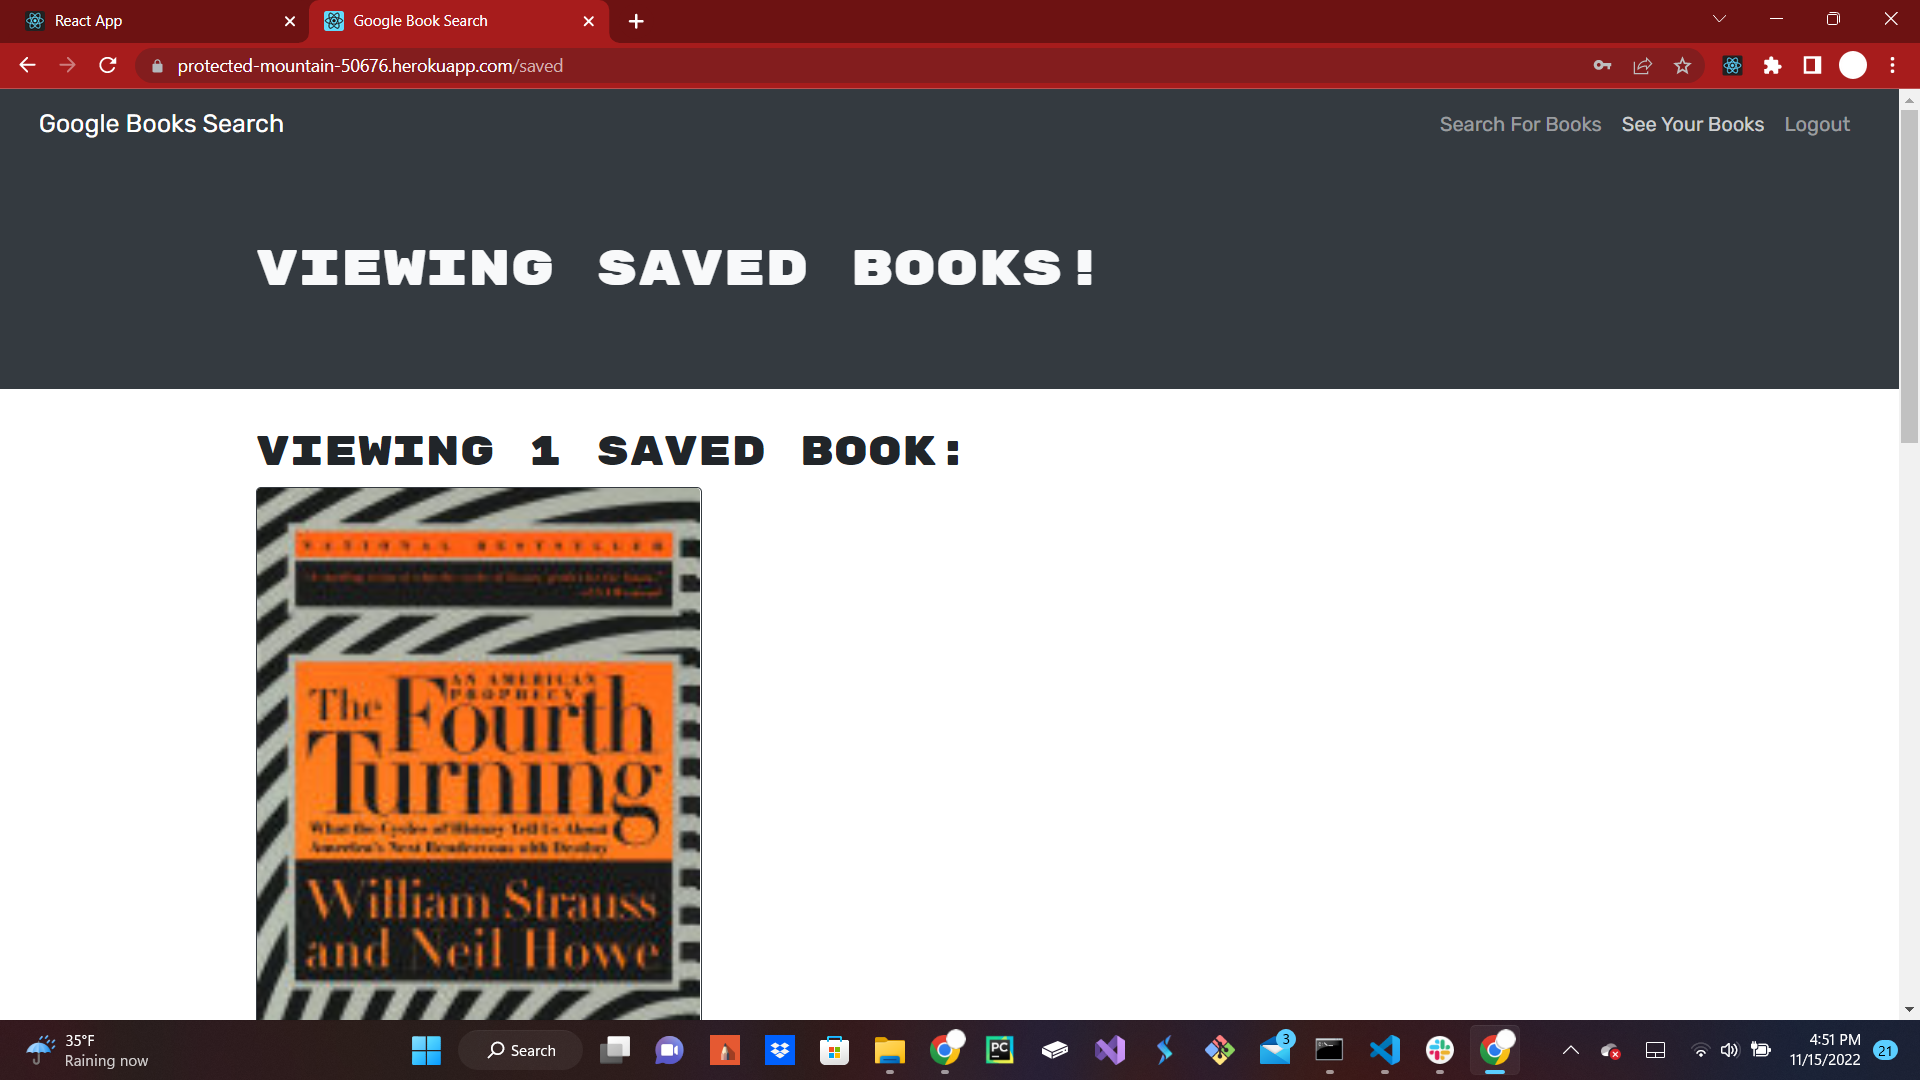 React App
Google Book Search
protected-mountain-50676.herokuapp.com/saved
Google Books Search
Search For Books
See Your Books
Logout
VIEWING SAVED BOOKS!
VIEWING 1 SAVED BOOK:
NATIONAL BESTSELLER
AN AMERICAN
PROPHECY
The Fourth
Turning
What the Cycles of History Tell Us About
America's Next Rendezvous with Destiny
William Strauss
and Neil Howe
35°F
Raining now
Search
PC
3
4:51 PM
11/15/2022
21